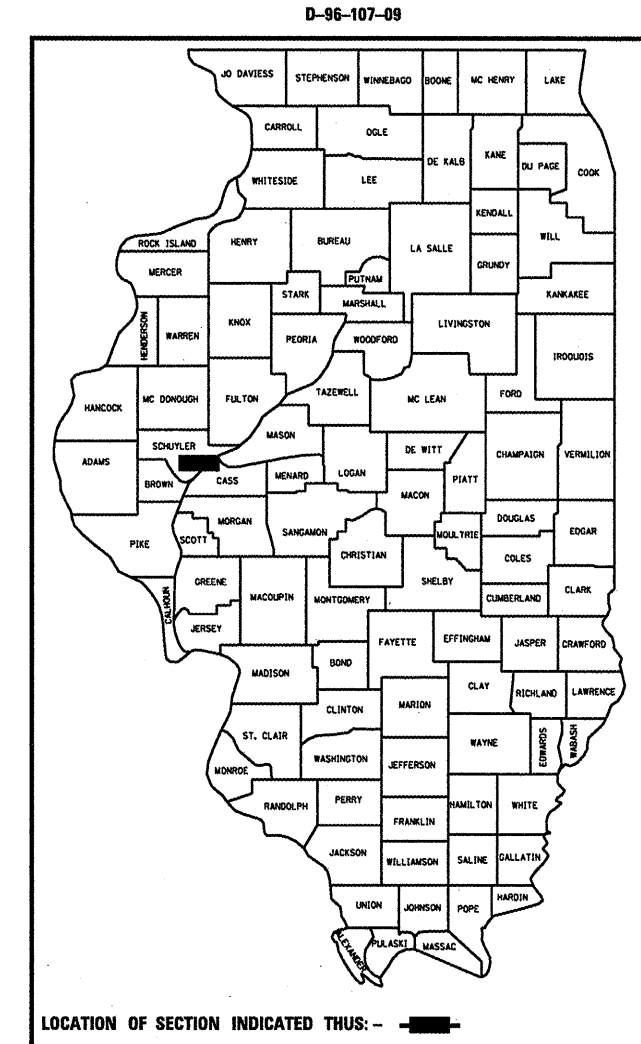 D-96-107-09
JO DAVIESS STEPHENSON WINNEBAGO BOONE MC HENRY LAKE
CARROLL OGLE DE KALB KANE DU PAGE COOK
WHITESIDE LEE
KENDALL
ROCK ISLAND HENRY BUREAU LA SALLE WILL
GRUNDY
MERCER PUTNAM
STARK MARSHALL KANKAKEE
HENDERSON WARREN KNOX PEORIA WOODFORD LIVINGSTON
IROQUOIS
HANCOCK MC DONOUGH FULTON TAZEWELL MC LEAN FORD
MASON
SCHUYLER DE WITT
ADAMS CHAMPAIGN VERMILION
BROWN CASS MENARD LOGAN PIATT
MACON
PIKE SCOTT MORGAN SANGAMON DOUGLAS
MOULTRIE EDGAR
CHRISTIAN COLES
GREENE SHELBY
CALHOUN MACOUPIN MONTGOMERY CUMBERLAND CLARK
JERSEY
FAYETTE EFFINGHAM JASPER CRAWFORD
MADISON BOND
CLAY RICHLAND LAWRENCE
CLINTON MARION
ST. CLAIR WAYNE EDWARDS WABASH
WASHINGTON JEFFERSON
MONROE
RANDOLPH PERRY HAMILTON WHITE
FRANKLIN
JACKSON WILLIAMSON SALINE GALLATIN
HARDIN
UNION JOHNSON POPE
ALEXANDER PULASKI MASSAC
LOCATION OF SECTION INDICATED THUS: -